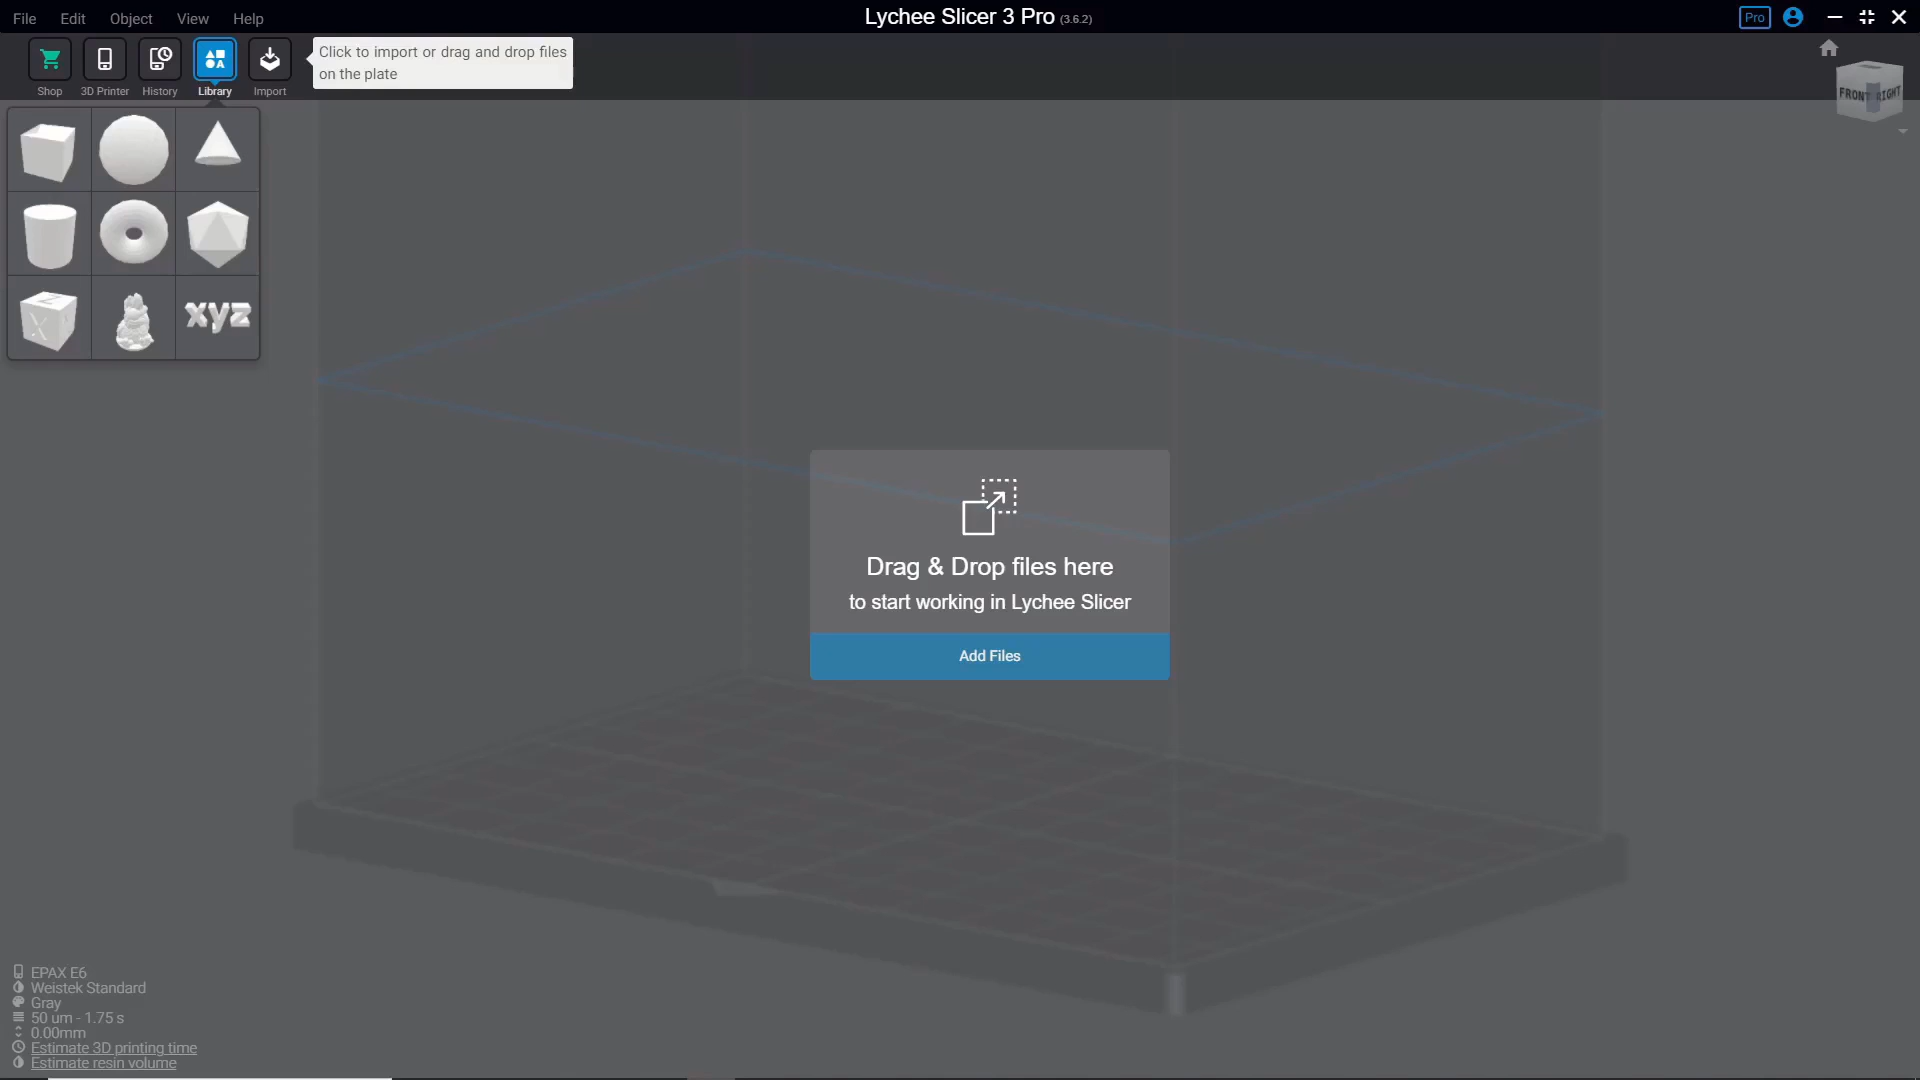 File Edit Object View Help
Lychee Slicer 3 Pro (3.6.2)
Pro
Shop 3D Printer History Library Import
Click to import or drag and drop files
on the plate
FRONT RIGHT
Z
X
xyz
Drag & Drop files here
to start working in Lychee Slicer
Add Files
EPAX E6
Weistek Standard
Gray
50 um - 1.75 s
0.00mm
Estimate 3D printing time
Estimate resin volume